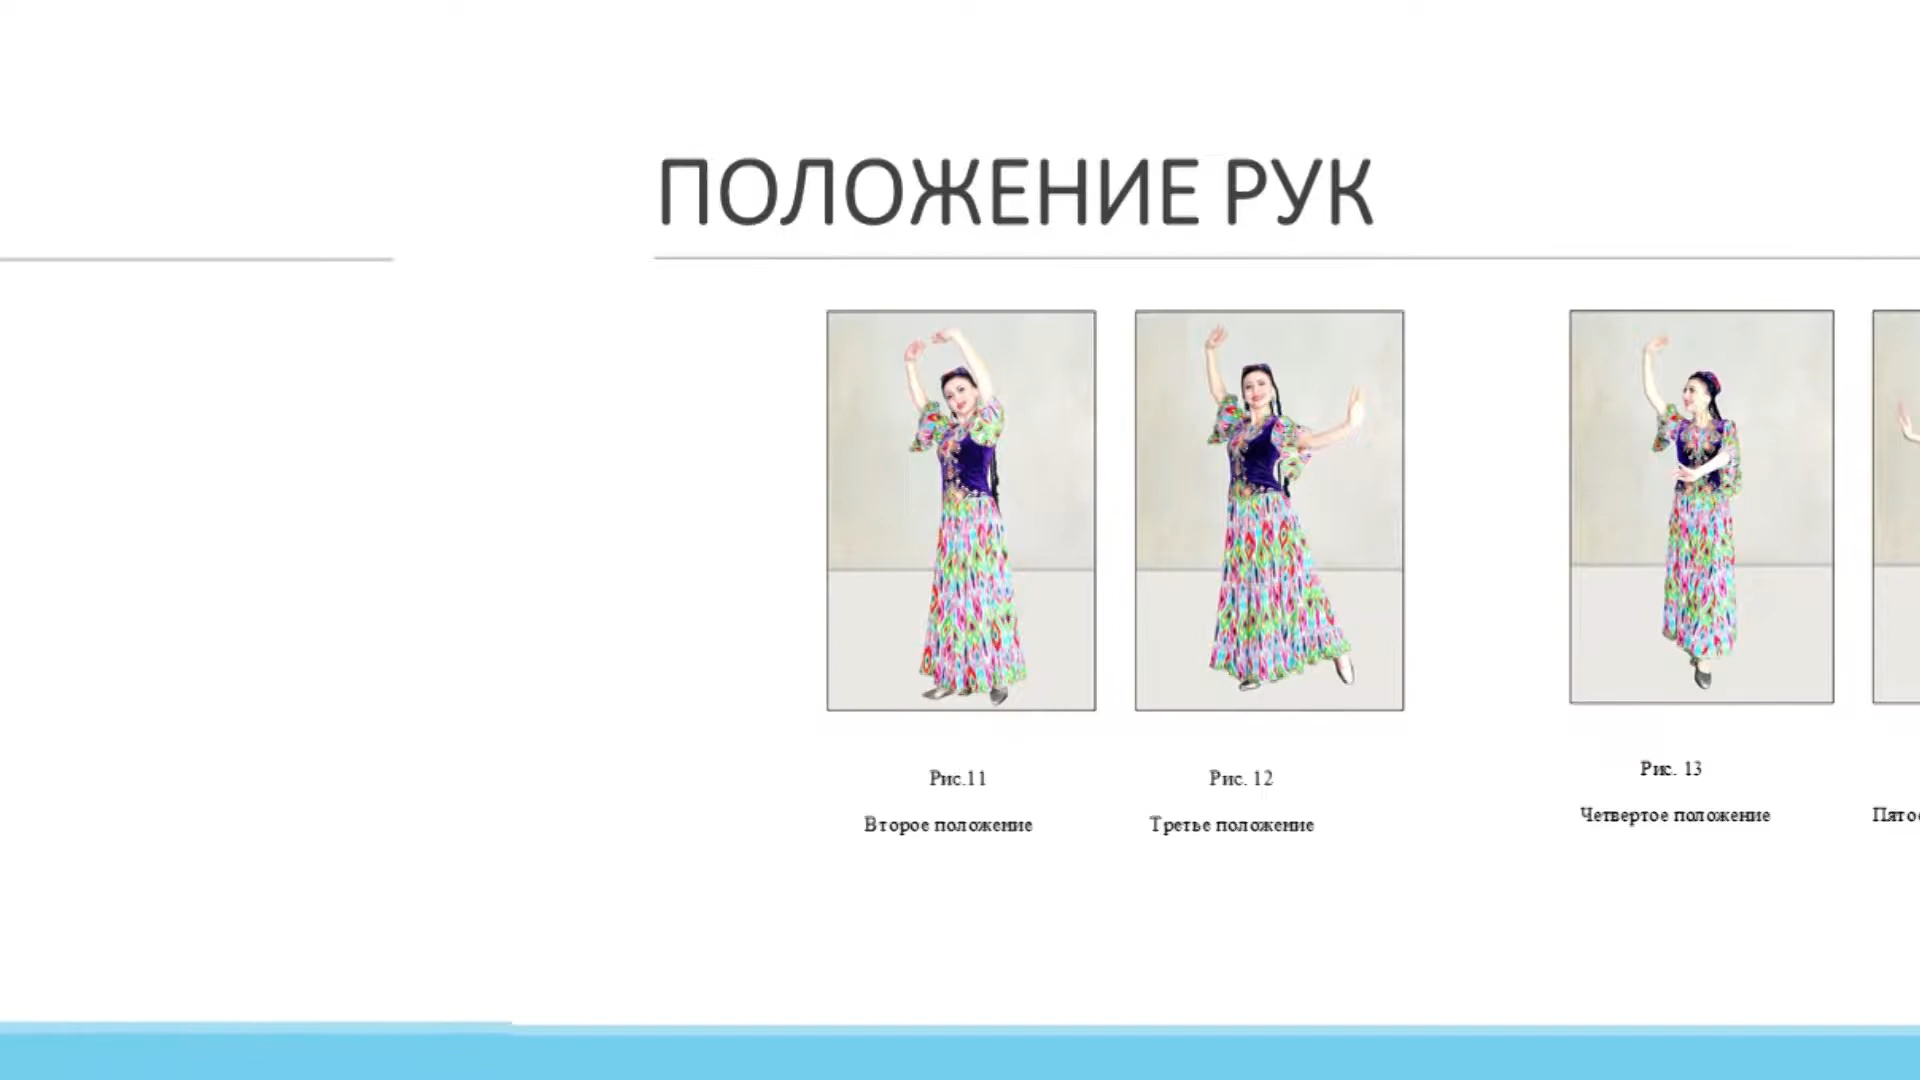 ПОЛОЖЕНИЕ РУК
Рис.11
Рис. 12
Рис. 13
Второе положение
Третье положение
Четвертое положение